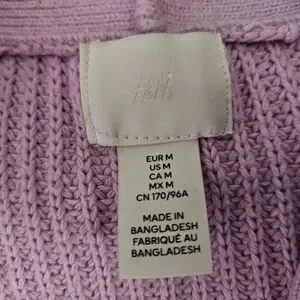 H&M
EUR M
US M
CA M
MX M
CN 170/96A
MADE IN
BANGLADESH
FABRIQUÉ AU
BANGLADESH